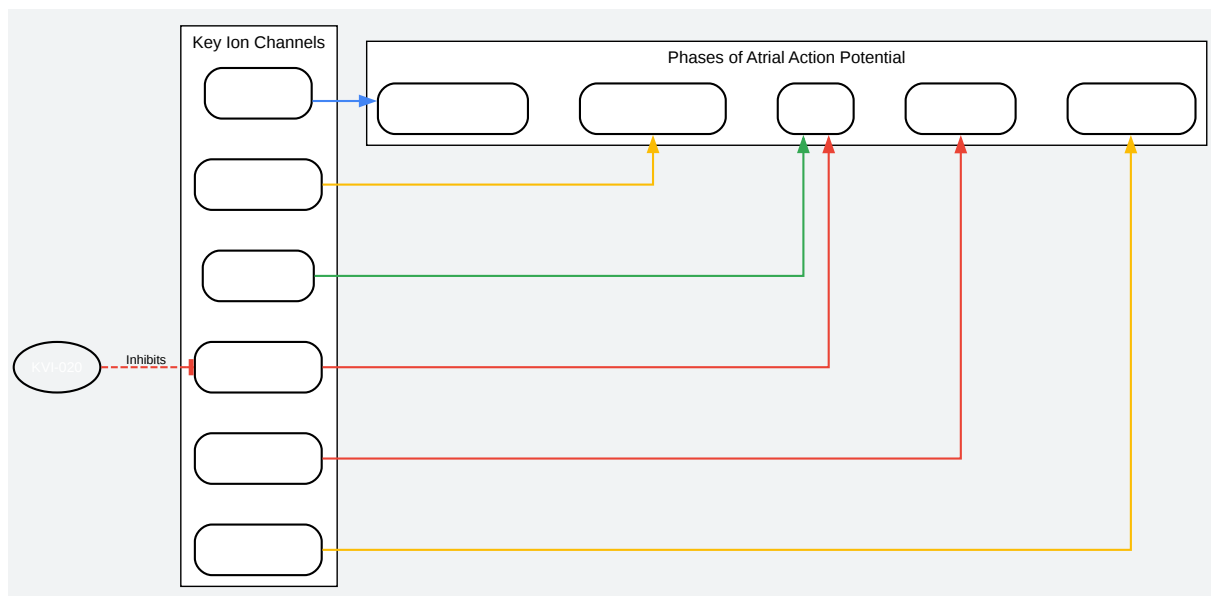 Key Ion Channels
Phases of Atrial Action Potential
KVI-020
Inhibits